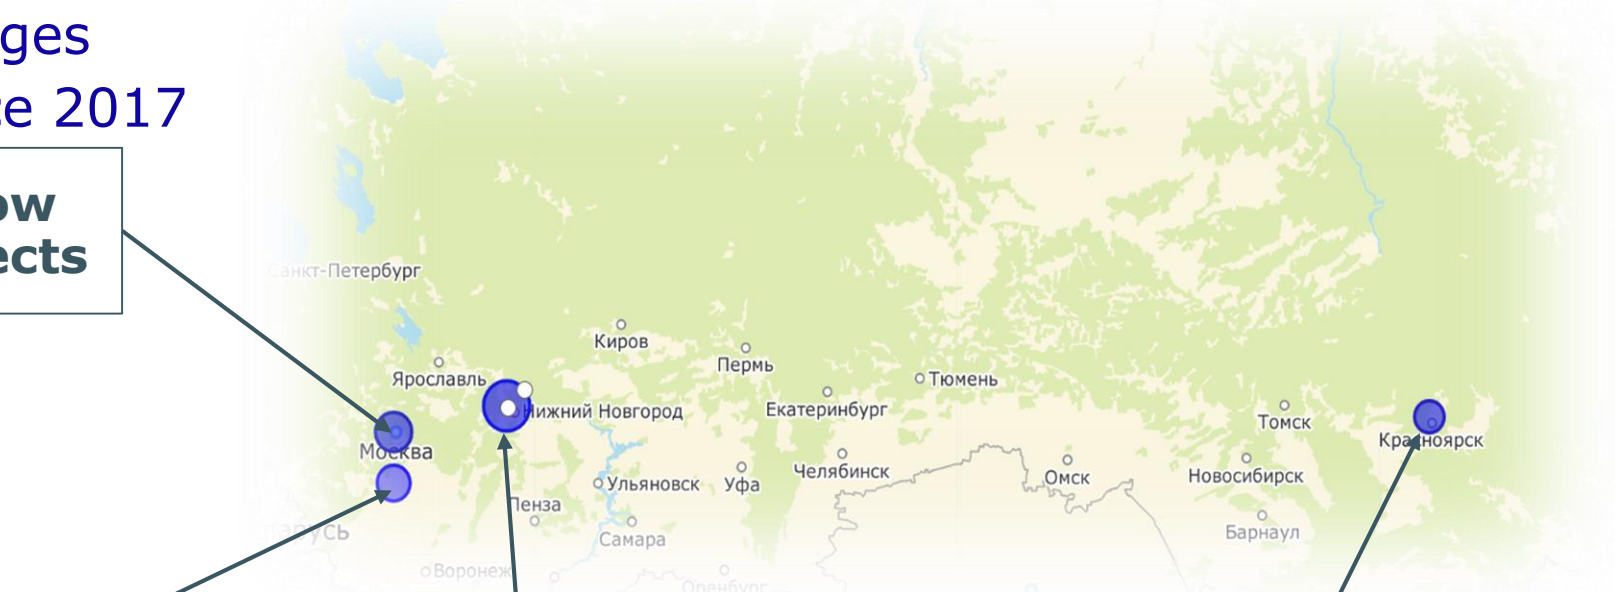 ges
e 2017
ow
ects
Санкт-Петербург
Киров
Пермь
Ярославль
Тюмень
Нижний Новгород
Екатеринбург
Томск
Красноярск
Москва
Челябинск
Новосибирск
Омск
Ульяновск
Уфа
Пенза
Самара
Барнаул
Воронеж
Оренбург